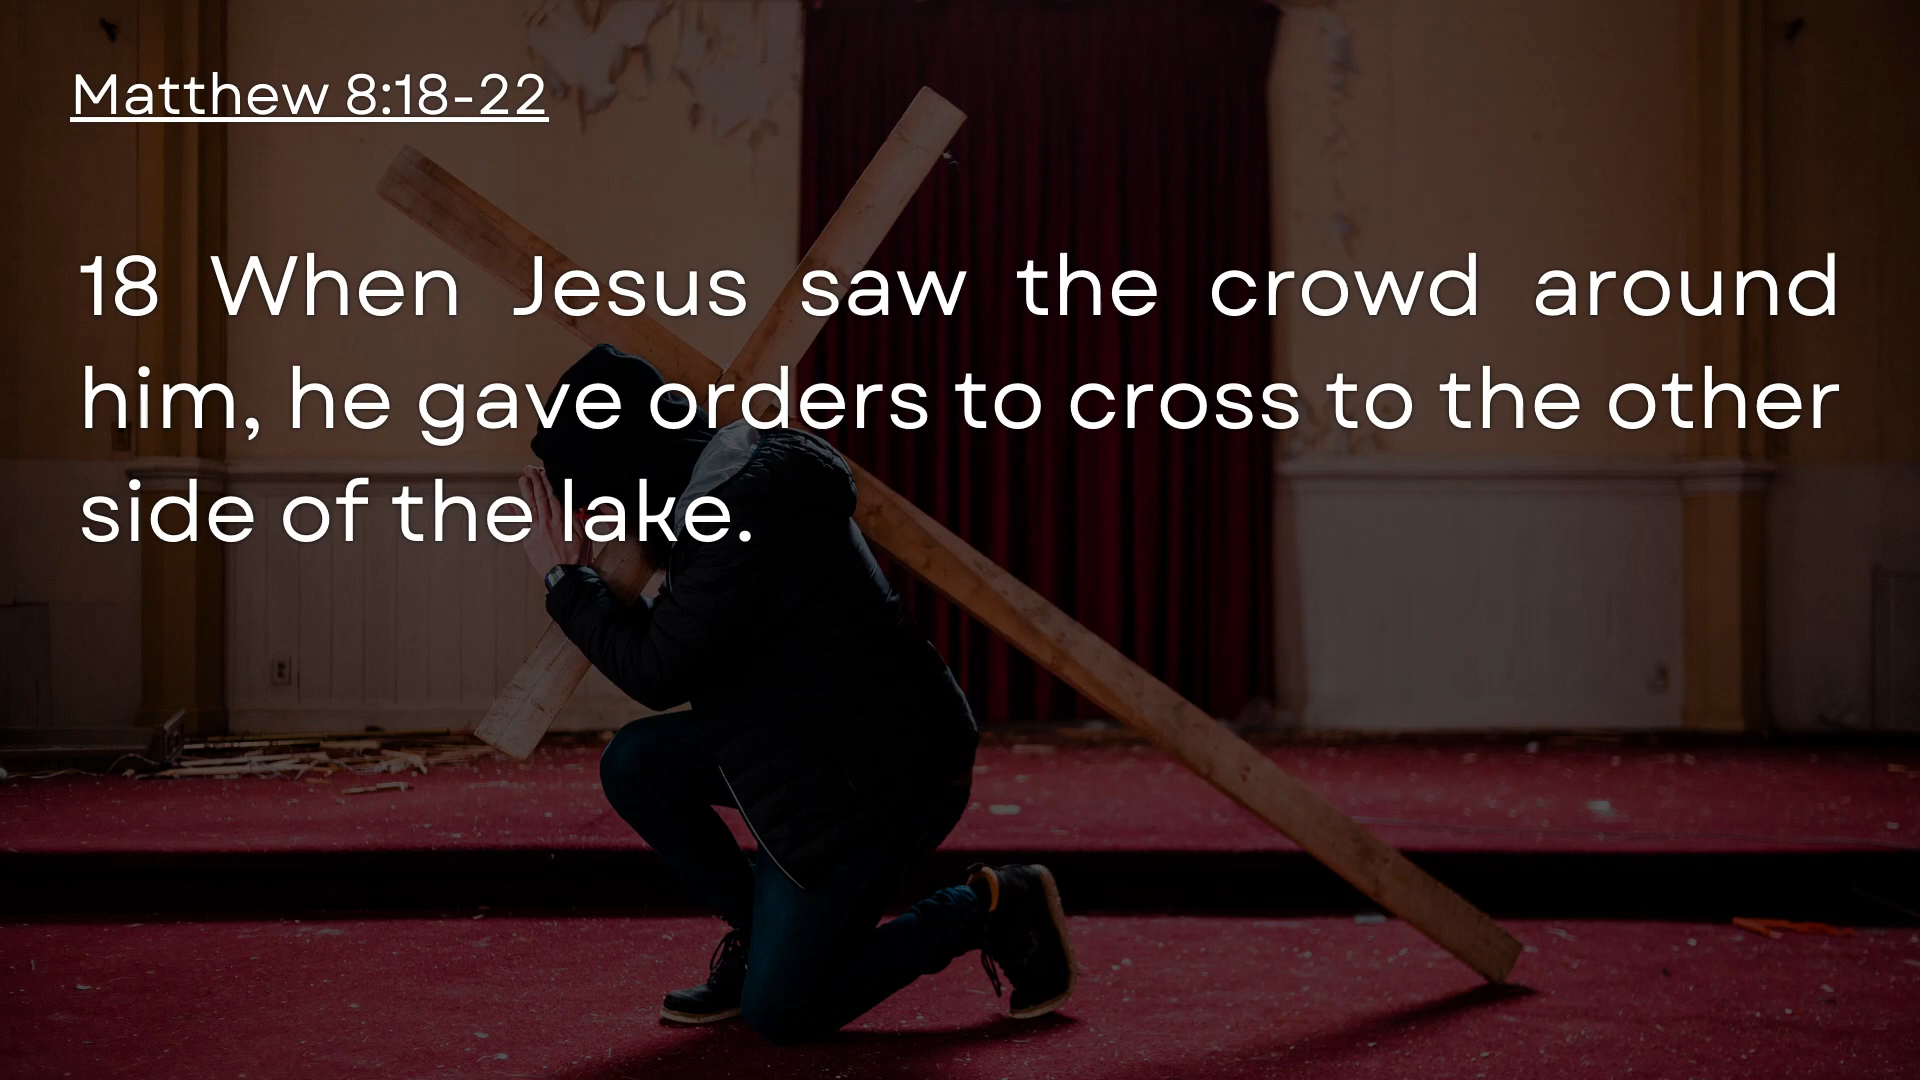 Matthew 8:18-22
18 When Jesus saw the crowd around
him, he gave orders to cross to the other
side of the lake.